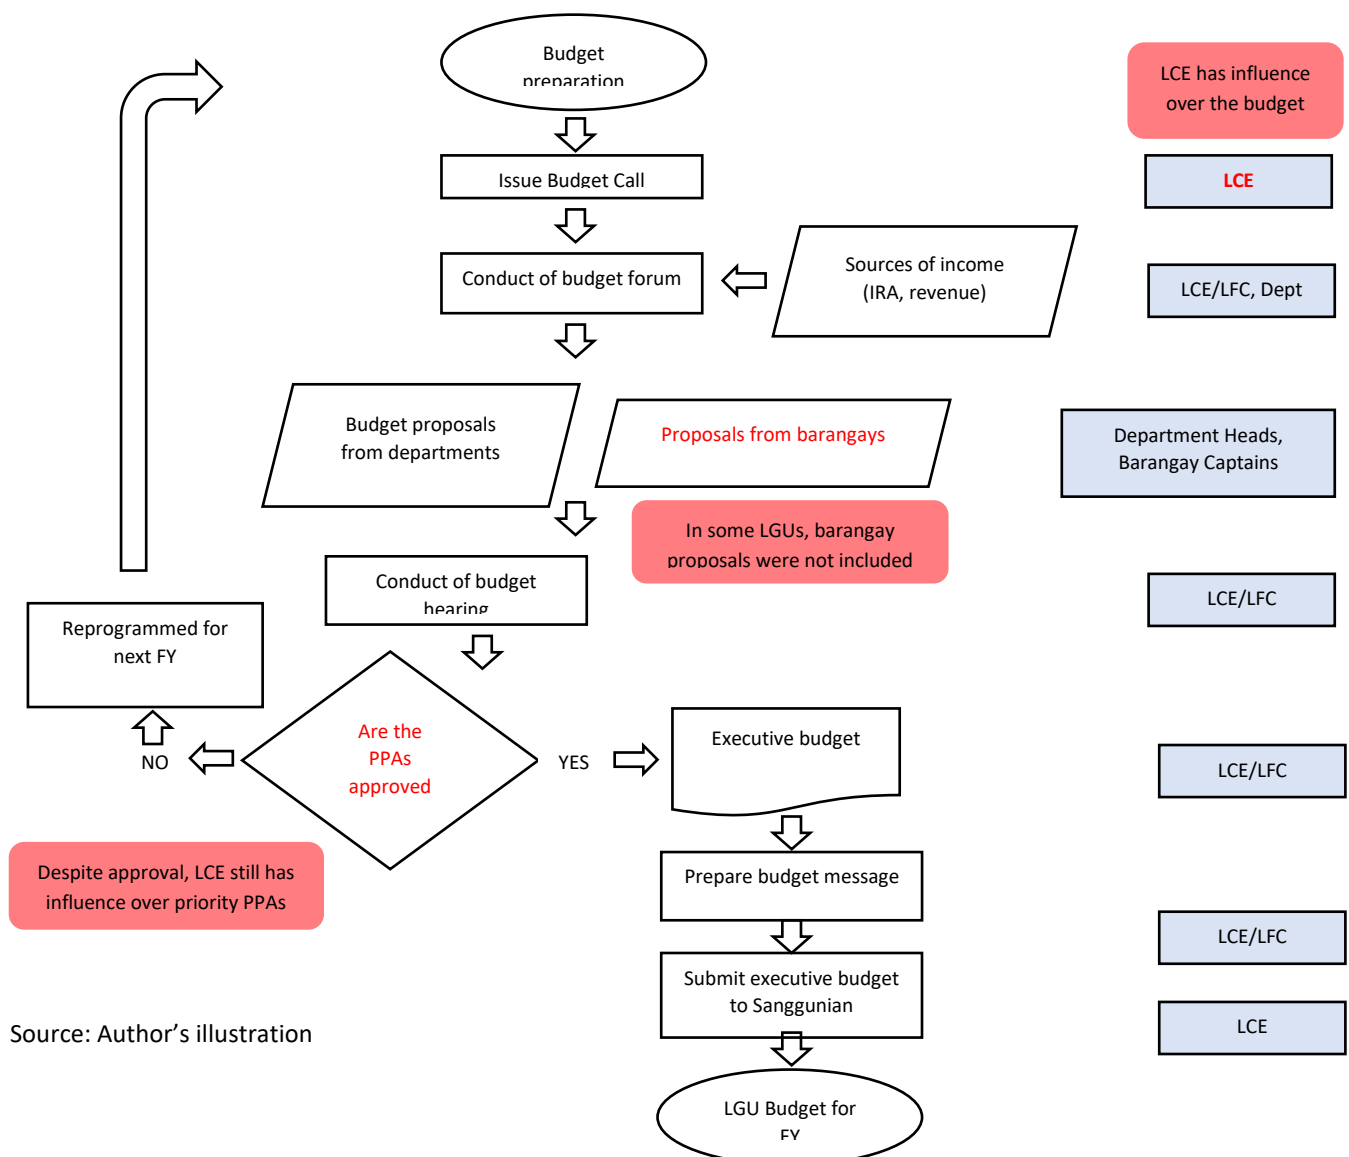 Budget
preparation
LCE has influence
over the budget
Issue Budget Call
LCE
Conduct of budget forum
Sources of income
(IRA, revenue)
LCE/LFC, Dept
Budget proposals
from departments
Proposals from barangays
Department Heads,
Barangay Captains
In some LGUs, barangay
proposals were not included
Conduct of budget
hearing
LCE/LFC
Reprogrammed for
next FY
Are the
PPAs
approved
NO
YES
Executive budget
LCE/LFC
Despite approval, LCE still has
influence over priority PPAs
Prepare budget message
LCE/LFC
Submit executive budget
to Sanggunian
LCE
Source: Author’s illustration
LGU Budget for
FY